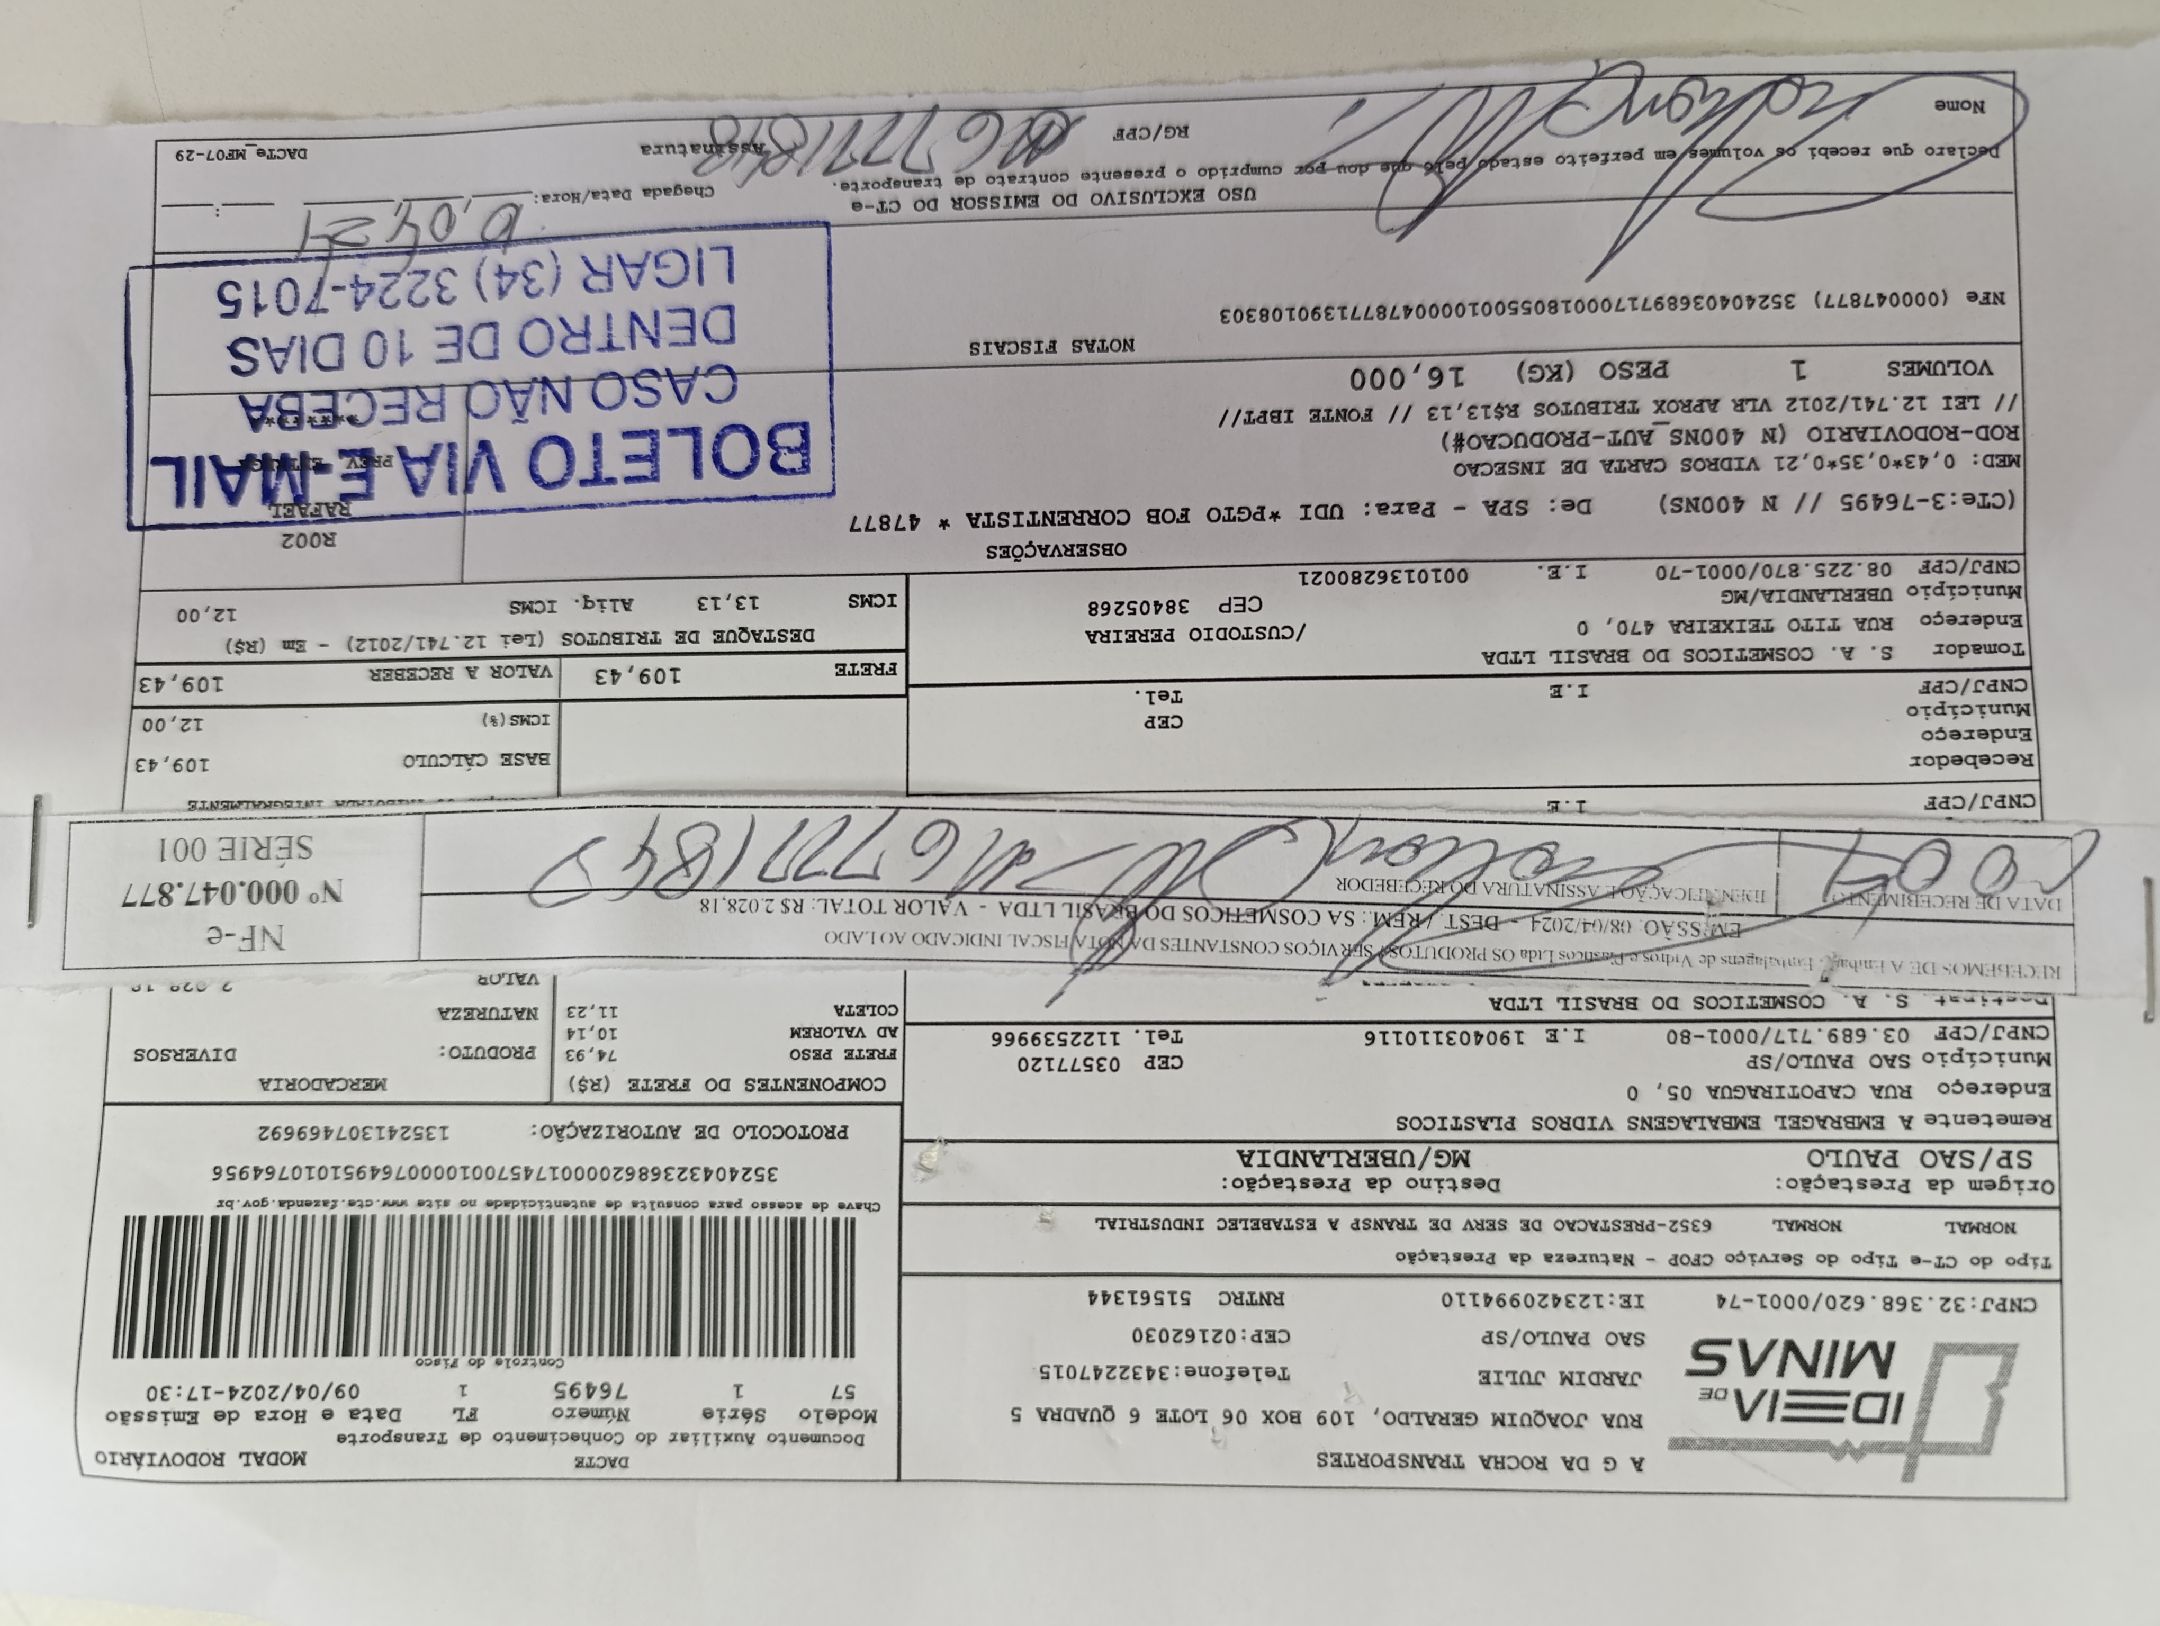 IDEIA DE MINAS
A G DA ROCHA TRANSPORTES
RUA JOAQUIM GERALDO, 109 BOX 06 LOTE 6 QUADRA 5
JARDIM JULIE Telefone:3432247015
SAO PAULO/SP CEP:02162030
CNPJ:32.368.620/0001-74 IE:123420994110 RNTRC 51561344
DACTE MODAL RODOVIÁRIO
Documento Auxiliar do Conhecimento de Transporte
Modelo Série Número FL Data e Hora de Emissão
57 1 76495 1 09/04/2024-17:30
Controle do Fisco
Tipo do CT-e Tipo do Serviço CFOP - Natureza da Prestação
NORMAL NORMAL 6352-PRESTACAO DE SERV DE TRANSP A ESTABELEC INDUSTRIAL
Chave de acesso para consulta de autenticidade no site www.cte.fazenda.gov.br
35240432368620000174570010000764951010764956
Origem da Prestação: Destino da Prestação:
SP/SAO PAULO MG/UBERLANDIA
PROTOCOLO DE AUTORIZAÇÃO: 135241307469692
Remetente A EMBRAGEL EMBALAGENS VIDROS PLASTICOS
Endereço RUA CAPOTIRAGUA 05, 0
Município SAO PAULO/SP CEP 03577120
CNPJ/CPF 03.689.717/0001-80 I.E 190403110116 Tel. 1122539966
Destinat. S. A. COSMETICOS DO BRASIL LTDA
COMPONENTES DO FRETE (R$) MERCADORIA
FRETE PESO 74,93 PRODUTO: DIVERSOS
AD VALOREM 10,14
COLETA 11,23 NATUREZA
VALOR 2.028,18
RECEBEMOS DE A Embragel Embalagens de Vidros e Plasticos Ltda OS PRODUTOS / SERVIÇOS CONSTANTES DA NOTA FISCAL INDICADO AO LADO
EMISSÃO: 08/04/2024 - DEST. / REM.: SA COSMETICOS DO BRASIL LTDA - VALOR TOTAL: R$ 2.028,18
DATA DE RECEBIMENTO IDENTIFICAÇÃO E ASSINATURA DO RECEBEDOR
NF-e
Nº 000.047.877
SÉRIE 001
CNPJ/CPF I.E
Recebedor
Endereço
Município CEP
CNPJ/CPF I.E Tel.
BASE CÁLCULO 109,43
ICMS(%) 12,00
Tomador S. A. COSMETICOS DO BRASIL LTDA
Endereço RUA TITO TEIXEIRA 470, 0 /CUSTODIO PEREIRA
Município UBERLANDIA/MG CEP 38405268
CNPJ/CPF 08.225.870/0001-70 I.E. 0010136280021
FRETE 109,43 VALOR A RECEBER 109,43
DESTAQUE DE TRIBUTOS (Lei 12.741/2012) - Em (R$)
ICMS 13,13 Aliq. ICMS 12,00
OBSERVAÇÕES
(CTe:3-76495 // N 400NS) De: SPA - Para: UDI *PGTO FOB CORRENTISTA * 47877
MED: 0,43*0,35*0,21 VIDROS CARTA DE INSECAO
ROD-RODOVIARIO (N 400NS_AUT-PRODUCAO#)
// LEI 12.741/2012 VLR APROX TRIBUTOS R$13,13 // FONTE IBPT//
VOLUMES 1 PESO (KG) 16,000
R002
RAFAEL
PREV. ENTREGA
BOLETO VIA E-MAIL
CASO NÃO RECEBA
DENTRO DE 10 DIAS
LIGAR (34) 3224-7015
NOTAS FISCAIS
NFe (00047877) 35240403689717000180550010000478777139010830​3
USO EXCLUSIVO DO EMISSOR DO CT-e
Chegada Data/Hora:
Declaro que recebi os volumes em perfeito estado pelo que dou por cumprido o presente contrato de transporte.
Nome RG/CPF Assinatura
DACTe_MF07-29